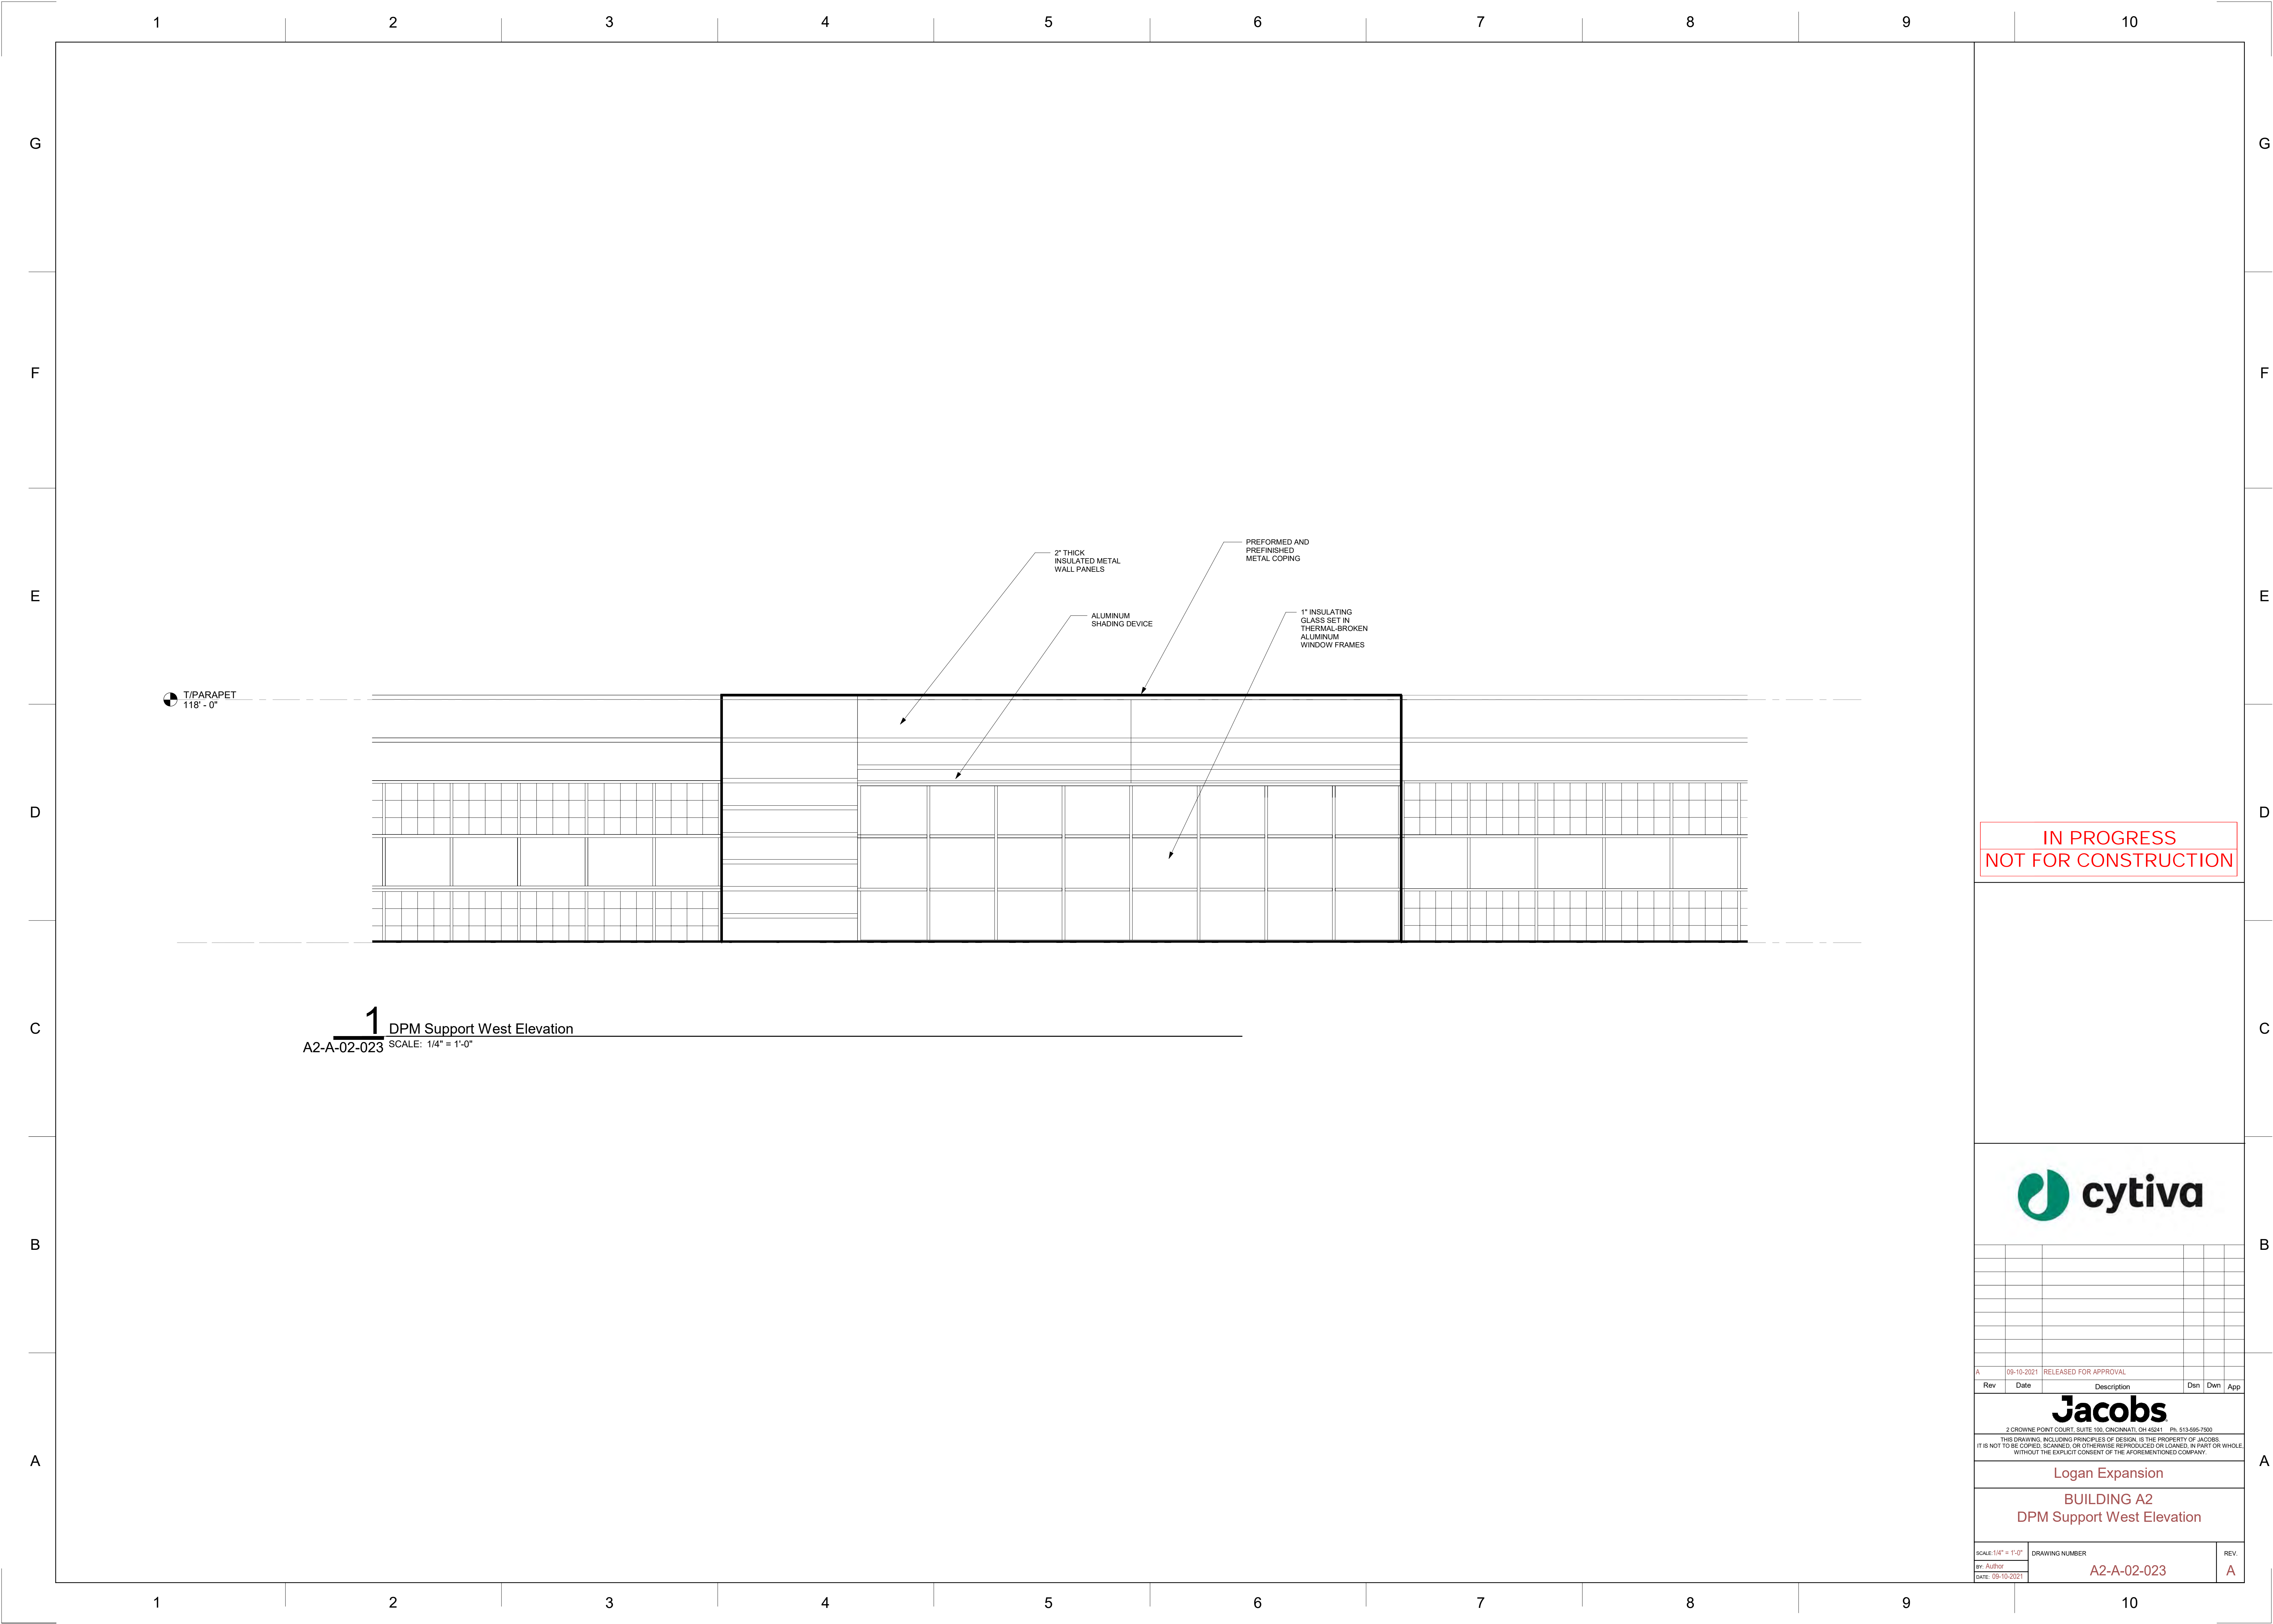 1 2 3 4 5 6 7 8 9 10
G G
F F
E E
D D
C C
B B
A A
2" THICK
INSULATED METAL
WALL PANELS
PREFORMED AND
PREFINISHED
METAL COPING
ALUMINUM
SHADING DEVICE
1" INSULATING
GLASS SET IN
THERMAL-BROKEN
ALUMINUM
WINDOW FRAMES
T/PARAPET
118' - 0"
1
DPM Support West Elevation
A2-A-02-023
SCALE: 1/4" = 1'-0"
IN PROGRESS
NOT FOR CONSTRUCTION
cytiva
A 09-10-2021 RELEASED FOR APPROVAL
Rev Date Description Dsn Dwn App
Jacobs
2 CROWNE POINT COURT, SUITE 100, CINCINNATI, OH 45241 Ph. 513-595-7500
THIS DRAWING, INCLUDING PRINCIPLES OF DESIGN, IS THE PROPERTY OF JACOBS.
IT IS NOT TO BE COPIED, SCANNED, OR OTHERWISE REPRODUCED OR LOANED, IN PART OR WHOLE,
WITHOUT THE EXPLICIT CONSENT OF THE AFOREMENTIONED COMPANY.
Logan Expansion
BUILDING A2
DPM Support West Elevation
SCALE: 1/4" = 1'-0"
BY: Author
DATE: 09-10-2021
DRAWING NUMBER
A2-A-02-023
REV.
A
1 2 3 4 5 6 7 8 9 10